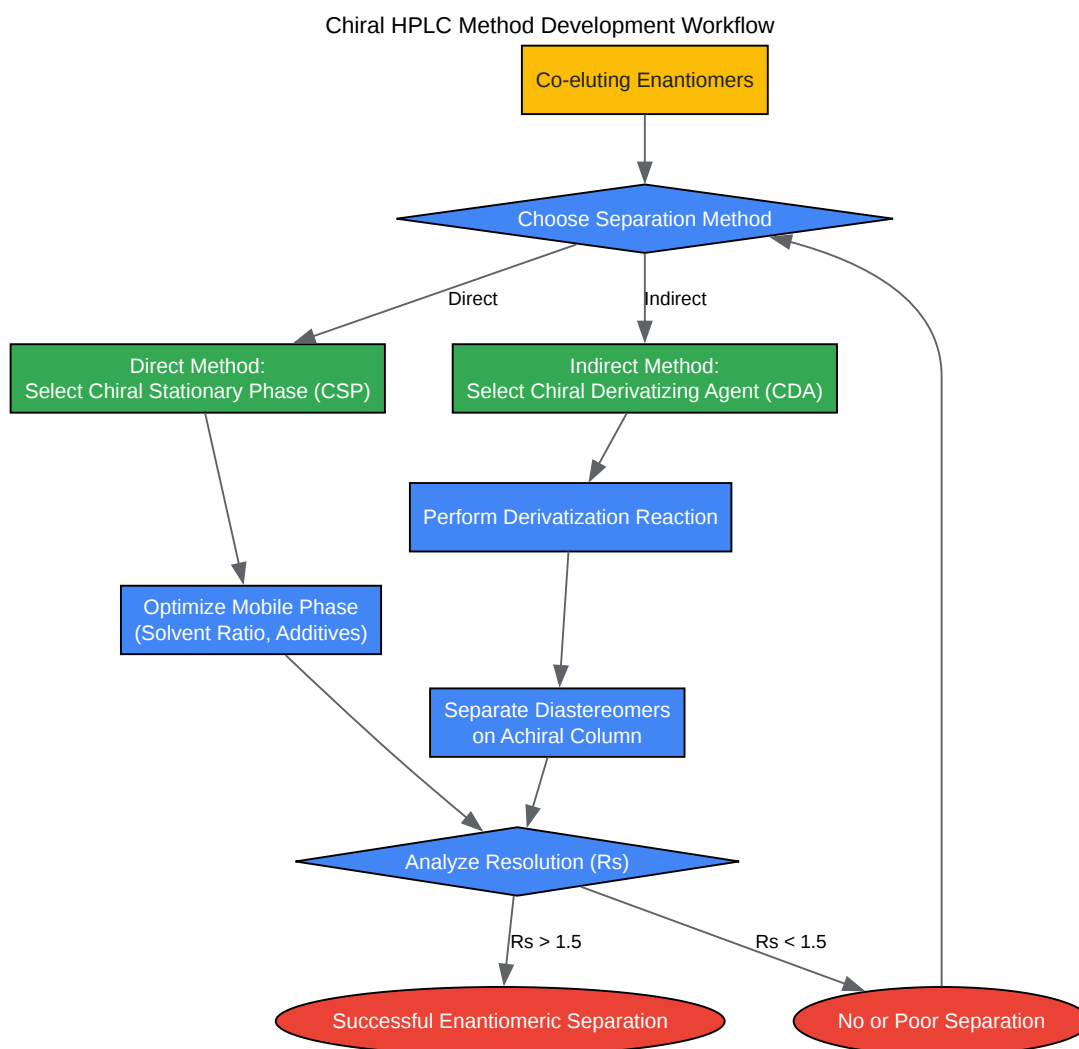 Chiral HPLC Method Development Workflow
Co-eluting Enantiomers
Choose Separation Method
Direct
Indirect
Direct Method:
Select Chiral Stationary Phase (CSP)
Indirect Method:
Select Chiral Derivatizing Agent (CDA)
Perform Derivatization Reaction
Optimize Mobile Phase
(Solvent Ratio, Additives)
Separate Diastereomers
on Achiral Column
Analyze Resolution (Rs)
Rs > 1.5
Rs < 1.5
Successful Enantiomeric Separation
No or Poor Separation